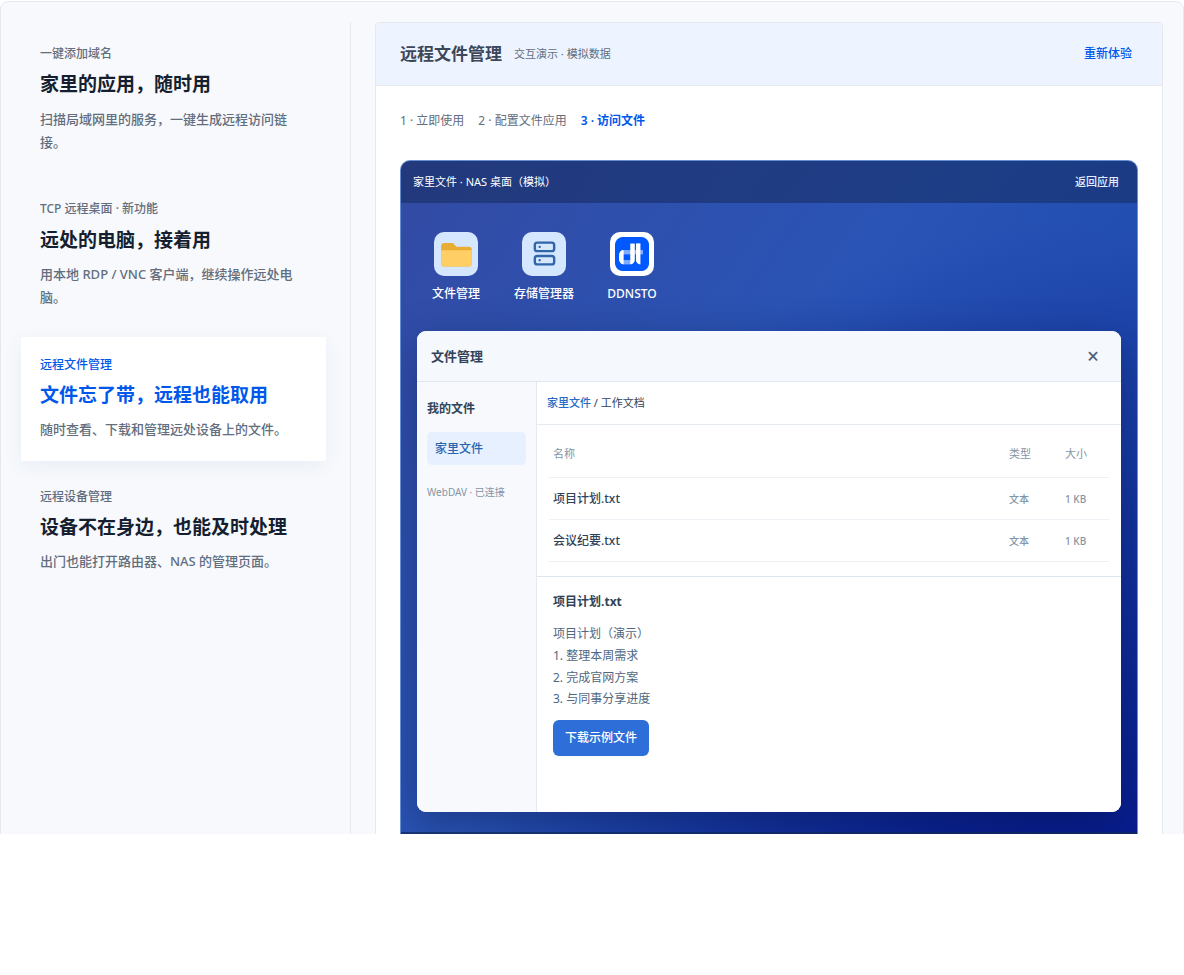 一键添加域名
家里的应用，随时用
扫描局域网里的服务，一键生成远程访问链
接。
TCP 远程桌面 · 新功能
远处的电脑，接着用
用本地 RDP / VNC 客户端，继续操作远处电
脑。
远程文件管理
文件忘了带，远程也能取用
随时查看、下载和管理远处设备上的文件。
远程设备管理
设备不在身边，也能及时处理
出门也能打开路由器、NAS 的管理页面。
远程文件管理 交互演示 · 模拟数据 重新体验
1 · 立即使用 2 · 配置文件应用 3 · 访问文件
家里文件 · NAS 桌面（模拟） 返回应用
文件管理 存储管理器 DDNSTO
文件管理 ✕
我的文件
家里文件
WebDAV · 已连接
家里文件 / 工作文档
名称 类型 大小
项目计划.txt 文本 1 KB
会议纪要.txt 文本 1 KB
项目计划.txt
项目计划（演示）
1. 整理本周需求
2. 完成官网方案
3. 与同事分享进度
下载示例文件